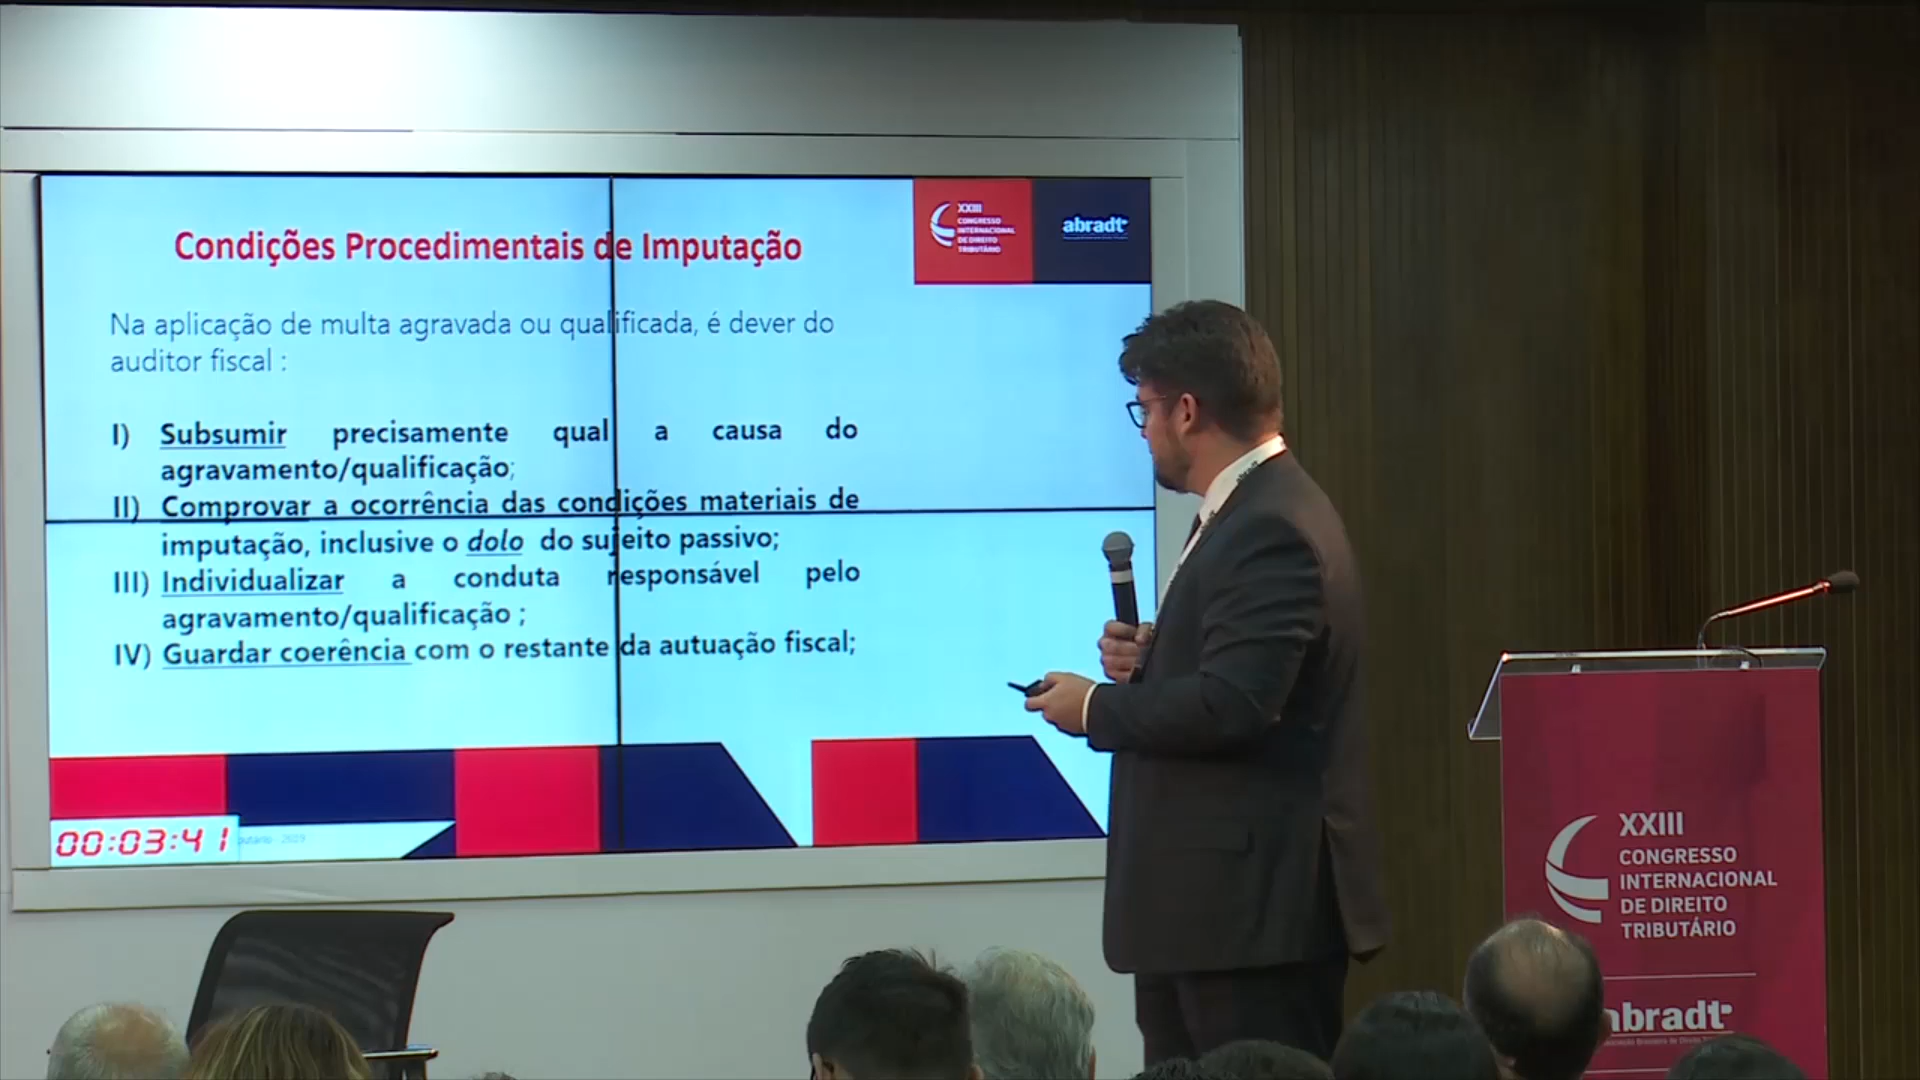 Condições Procedimentais de Imputação
XXIII
CONGRESSO
INTERNACIONAL
DE DIREITO
TRIBUTÁRIO
abradt
Na aplicação de multa agravada ou qualificada, é dever do
auditor fiscal :
I) Subsumir precisamente qual a causa do
agravamento/qualificação;
II) Comprovar a ocorrência das condições materiais de
imputação, inclusive o dolo do sujeito passivo;
III) Individualizar a conduta responsável pelo
agravamento/qualificação ;
IV) Guardar coerência com o restante da autuação fiscal;
00:03:41
2019
XXIII
CONGRESSO
INTERNACIONAL
DE DIREITO
TRIBUTÁRIO
abradt